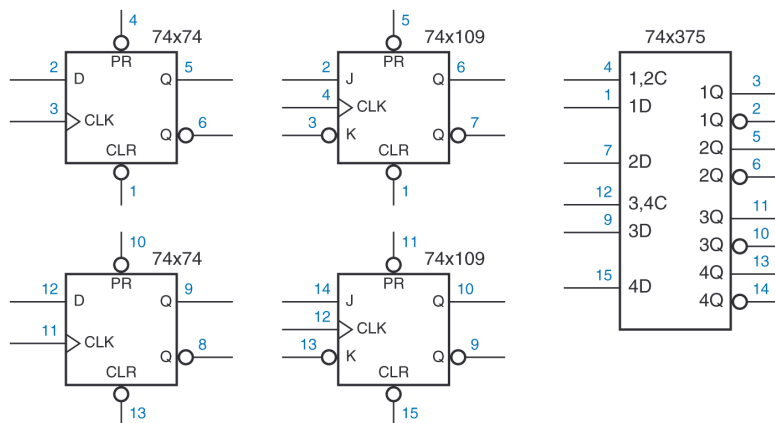 4
74x74
PR
2 D Q 5
3 CLK
Q 6
CLR
1
5
74x109
PR
2 J Q 6
4 CLK
3 K Q 7
CLR
1
74x375
4 1,2C
1Q 3
1 1D
1Q 2
2Q 5
7 2D
2Q 6
12 3,4C
3Q 11
9 3D
3Q 10
4Q 13
15 4D
4Q 14
10
74x74
PR
12 D Q 9
11 CLK
Q 8
CLR
13
11
74x109
PR
14 J Q 10
12 CLK
13 K Q 9
CLR
15